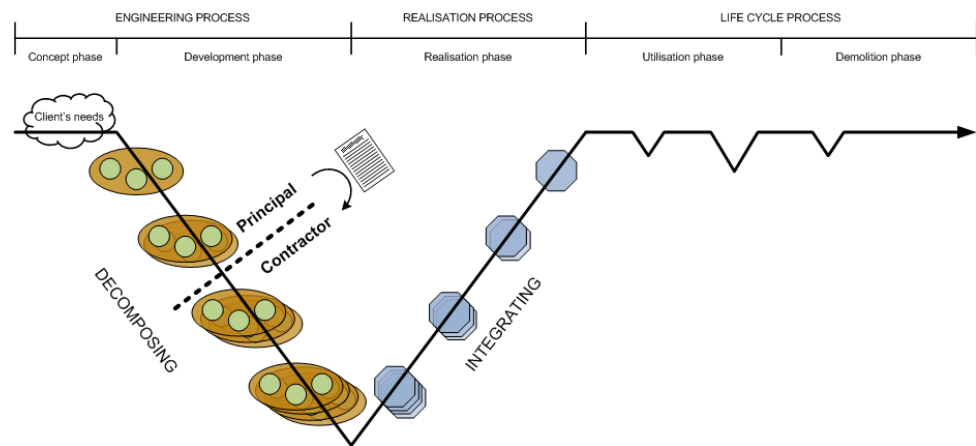 ENGINEERING PROCESS
REALISATION PROCESS
LIFE CYCLE PROCESS
Concept phase
Development phase
Realisation phase
Utilisation phase
Demolition phase
Client's needs
Principal
Contractor
DECOMPOSING
INTEGRATING